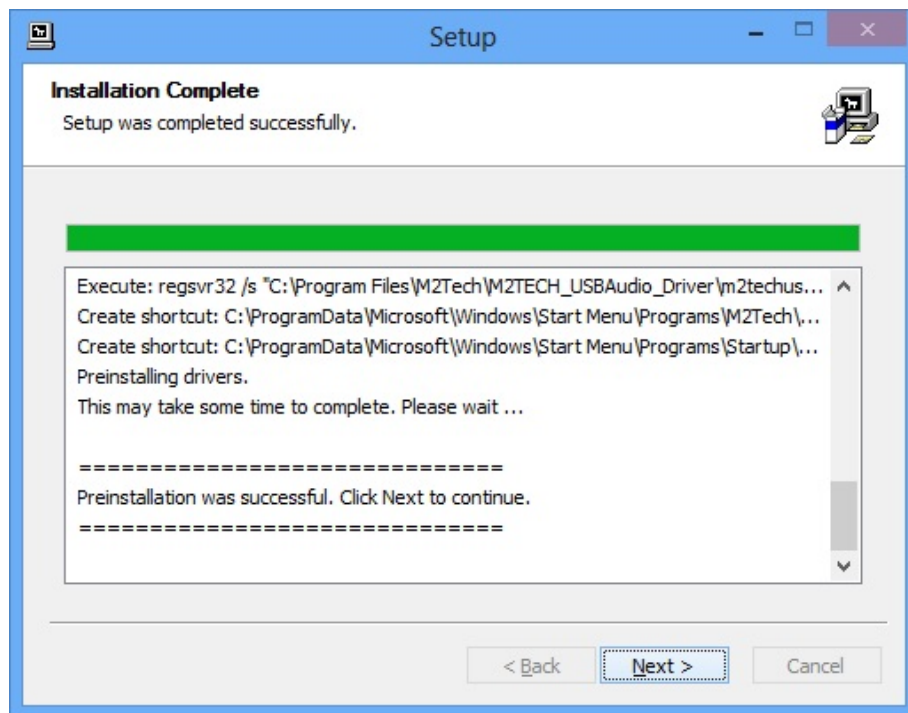 Setup
Installation Complete
Setup was completed successfully.
Execute: regsvr32 /s "C:\Program Files\M2Tech\M2TECH_USBAudio_Driver\m2techus...
Create shortcut: C:\ProgramData\Microsoft\Windows\Start Menu\Programs\M2Tech\...
Create shortcut: C:\ProgramData\Microsoft\Windows\Start Menu\Programs\Startup\...
Preinstalling drivers.
This may take some time to complete. Please wait ...
==============================
Preinstallation was successful. Click Next to continue.
==============================
< Back Next > Cancel